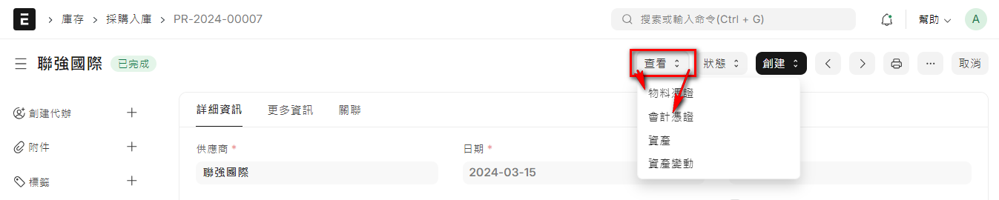 E > 庫存 > 採購入庫 > PR-2024-00007 搜索或輸入命令(Ctrl + G) 幫助 A
聯強國際 已完成 查看 狀態 創建 ... 取消
物料憑證
會計憑證
資產
資產變動
創建代辦 +
附件 +
標籤 +
詳細資訊 更多資訊 關聯
供應商 * 日期 *
聯強國際 2024-03-15